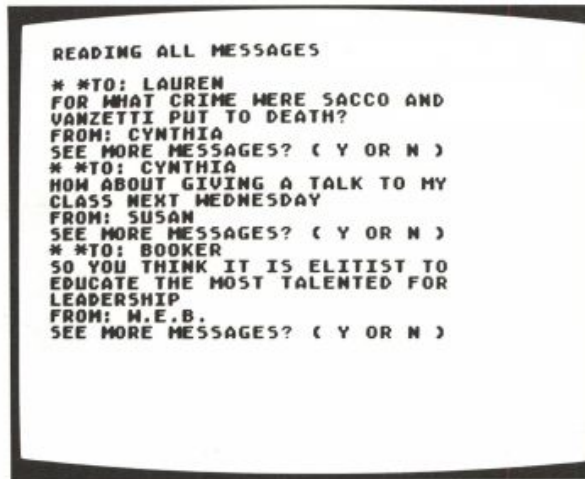 READING ALL MESSAGES
* *TO: LAUREN
FOR WHAT CRIME WERE SACCO AND
VANZETTI PUT TO DEATH?
FROM: CYNTHIA
SEE MORE MESSAGES? ( Y OR N )
* *TO: CYNTHIA
HOW ABOUT GIVING A TALK TO MY
CLASS NEXT WEDNESDAY
FROM: SUSAN
SEE MORE MESSAGES? ( Y OR N )
* *TO: BOOKER
SO YOU THINK IT IS ELITIST TO
EDUCATE THE MOST TALENTED FOR
LEADERSHIP
FROM: W.E.B.
SEE MORE MESSAGES? ( Y OR N )